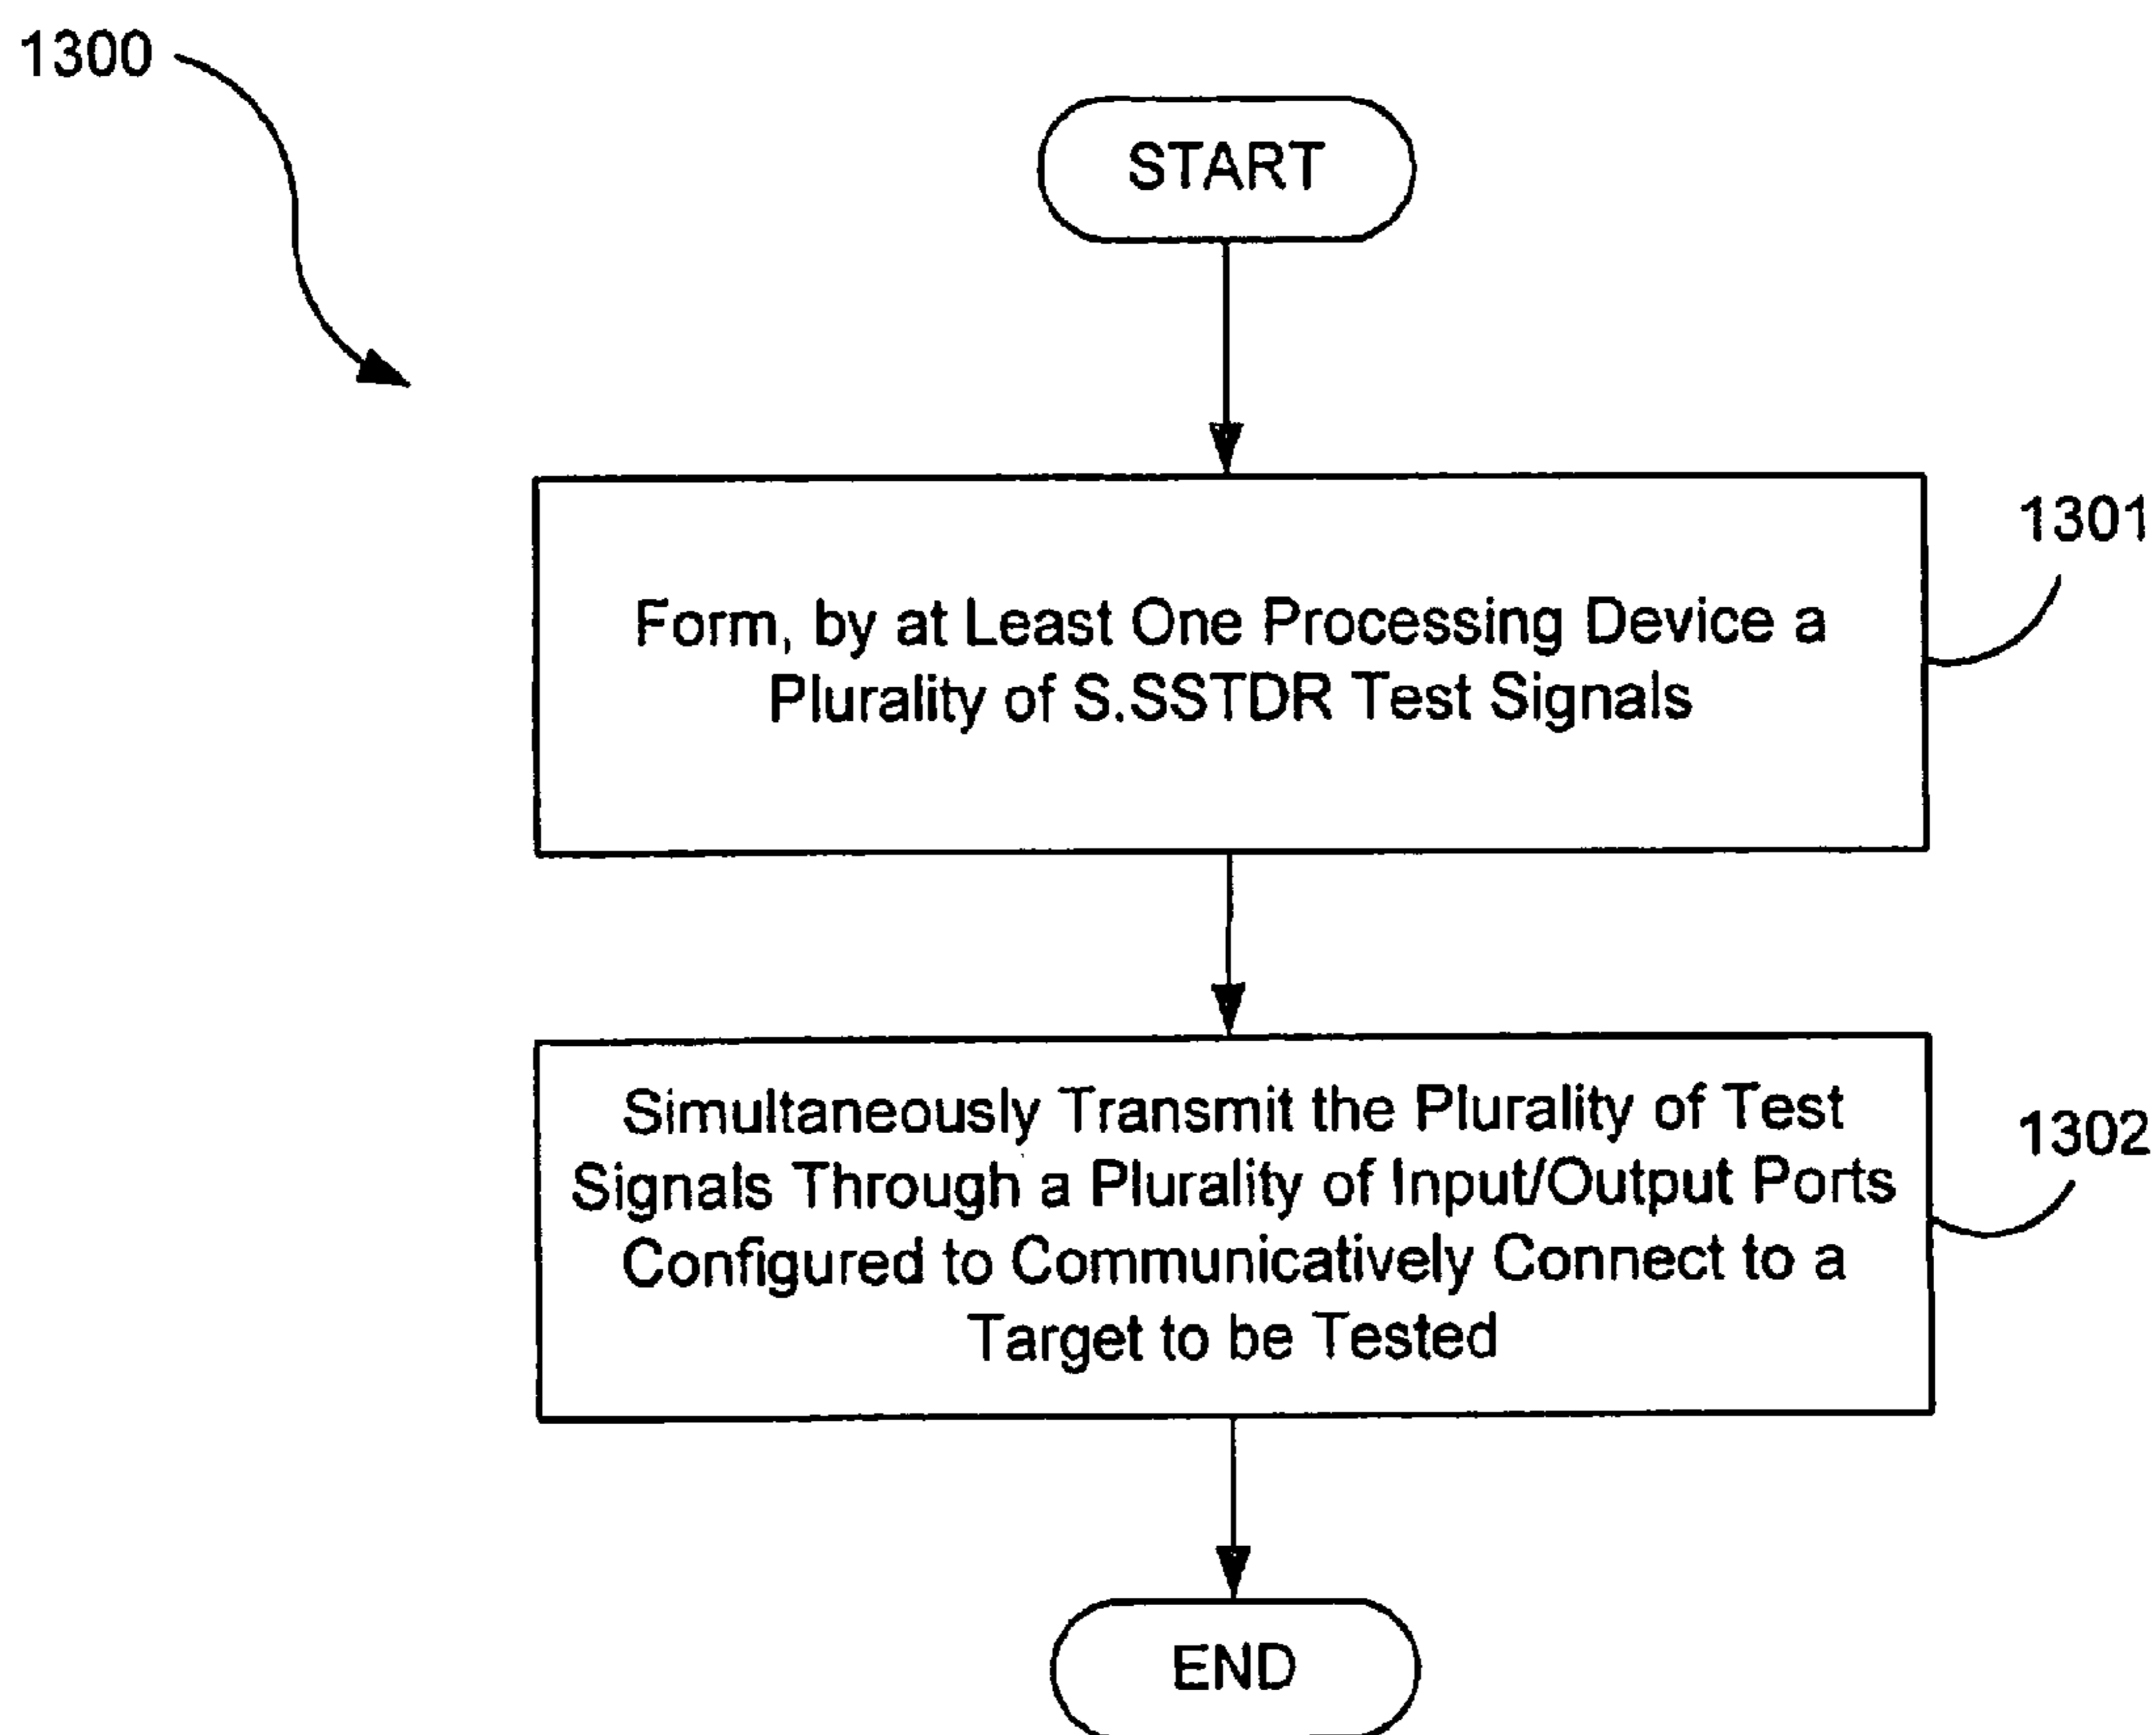 1300
START
1301
Form, by at Least One Processing Device a
Plurality of S.SSTDR Test Signals
1302
Simultaneously Transmit the Plurality of Test
Signals Through a Plurality of Input/Output Ports
Configured to Communicatively Connect to a
Target to be Tested
END